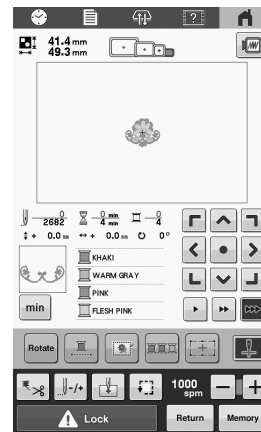 ?
41.4 mm
49.3 mm
0
2682
0 min
4 min
0
4
+ 0.0 mm + 0.0 mm 0°
KHAKI
WARM GRAY
PINK
FLESH PINK
min
Rotate
-/+
1000
spm
− +
Lock
Return
Memory